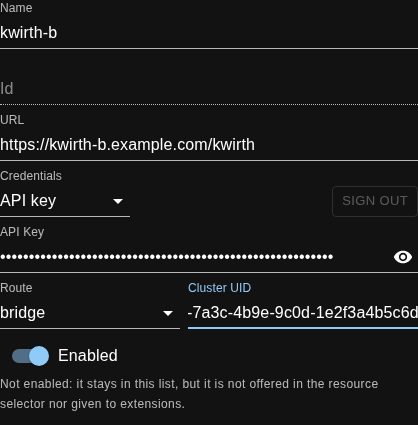 Name
kwirth-b
Id
URL
https://kwirth-b.example.com/kwirth
Credentials
API key
SIGN OUT
API Key
••••••••••••••••••••••••••••••••••••••••••••••••••••••••••
Route
Cluster UID
bridge
-7a3c-4b9e-9c0d-1e2f3a4b5c6d
Enabled
Not enabled: it stays in this list, but it is not offered in the resource
selector nor given to extensions.